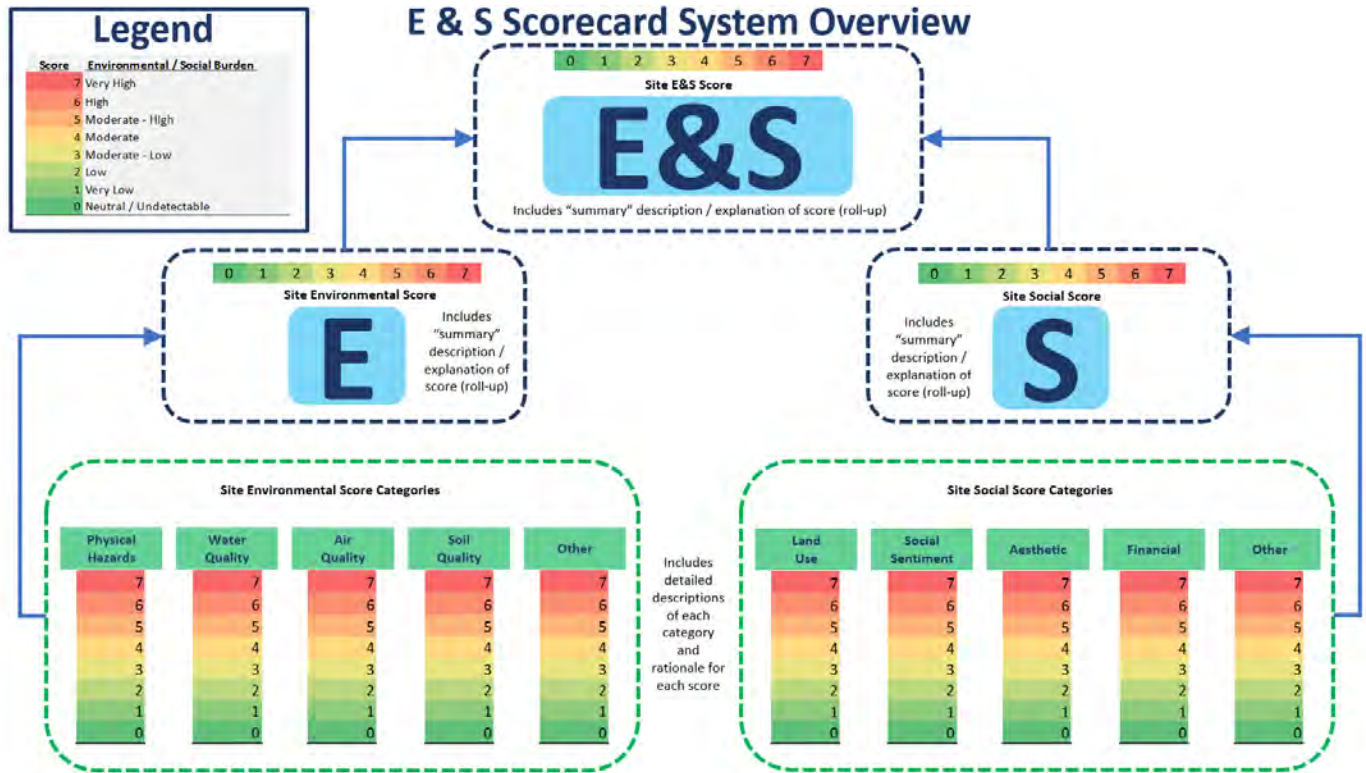 Legend
Score Environmental / Social Burden
7 Very High
6 High
5 Moderate - High
4 Moderate
3 Moderate - Low
2 Low
1 Very Low
0 Neutral / Undetectable
E & S Scorecard System Overview
0 1 2 3 4 5 6 7
Site E&S Score
E&S
Includes "summary" description / explanation of score (roll-up)
0 1 2 3 4 5 6 7
Site Environmental Score
E
Includes
"summary"
description /
explanation of
score (roll-up)
0 1 2 3 4 5 6 7
Site Social Score
Includes
"summary"
description /
explanation of
score (roll-up)
S
Site Environmental Score Categories
Physical
Hazards
Water
Quality
Air
Quality
Soil
Quality
Other
7 7 7 7 7
6 6 6 6 6
5 5 5 5 5
4 4 4 4 4
3 3 3 3 3
2 2 2 2 2
1 1 1 1 1
0 0 0 0 0
Includes
detailed
descriptions
of each
category
and
rationale for
each score
Site Social Score Categories
Land
Use
Social
Sentiment
Aesthetic
Financial
Other
7 7 7 7 7
6 6 6 6 6
5 5 5 5 5
4 4 4 4 4
3 3 3 3 3
2 2 2 2 2
1 1 1 1 1
0 0 0 0 0